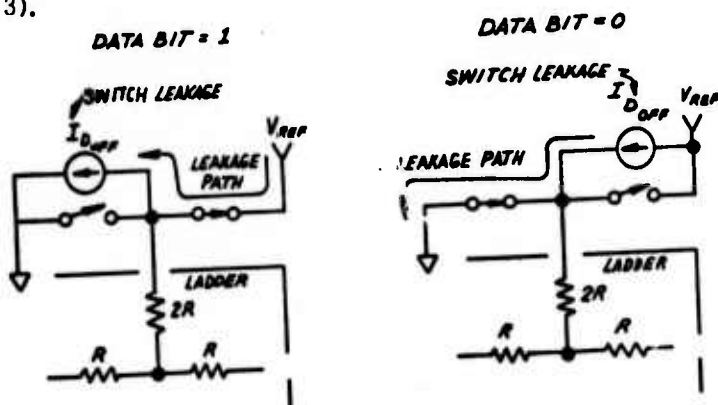 3).
DATA BIT = 1
SWITCH LEAKAGE
I D OFF
V REF
LEAKAGE
PATH
LADDER
2R
R
R
DATA BIT = 0
SWITCH LEAKAGE
I D OFF
V REF
LEAKAGE PATH
LADDER
2R
R
R